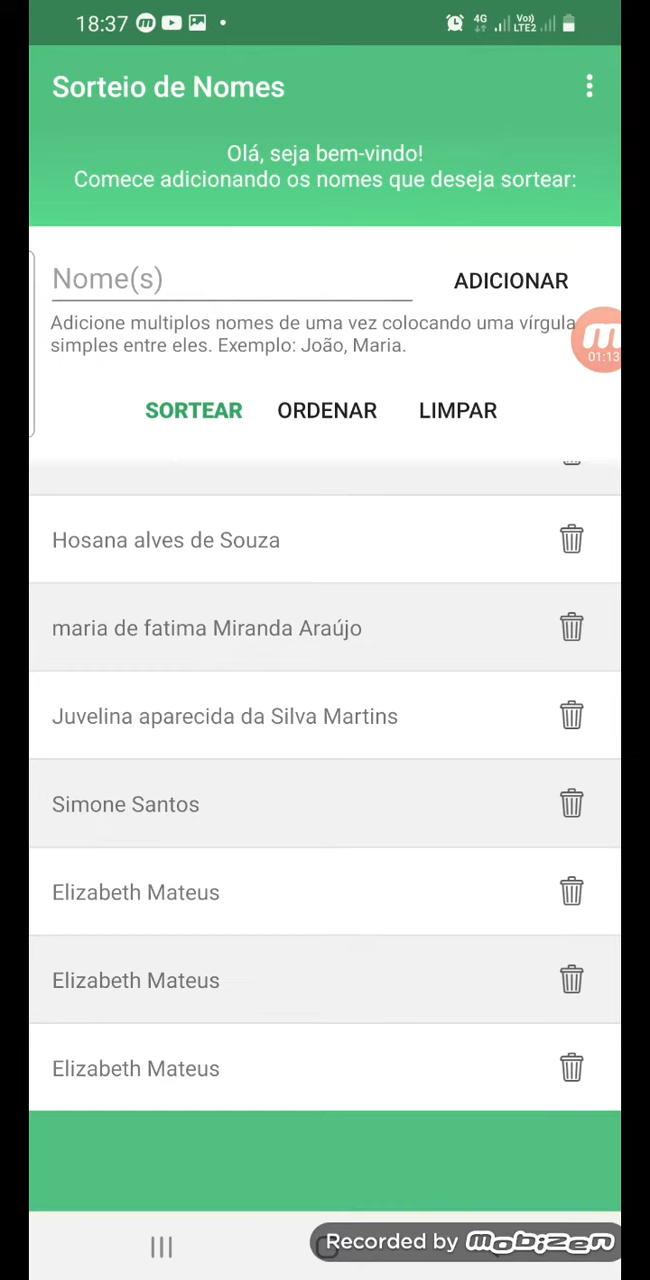 18:37
4G Vo)) LTE2
Sorteio de Nomes
Olá, seja bem-vindo!
Comece adicionando os nomes que deseja sortear:
Nome(s)
ADICIONAR
Adicione multiplos nomes de uma vez colocando uma vírgula
simples entre eles. Exemplo: João, Maria.
01:13
SORTEAR ORDENAR LIMPAR
Hosana alves de Souza
maria de fatima Miranda Araújo
Juvelina aparecida da Silva Martins
Simone Santos
Elizabeth Mateus
Elizabeth Mateus
Elizabeth Mateus
Recorded by mobizen